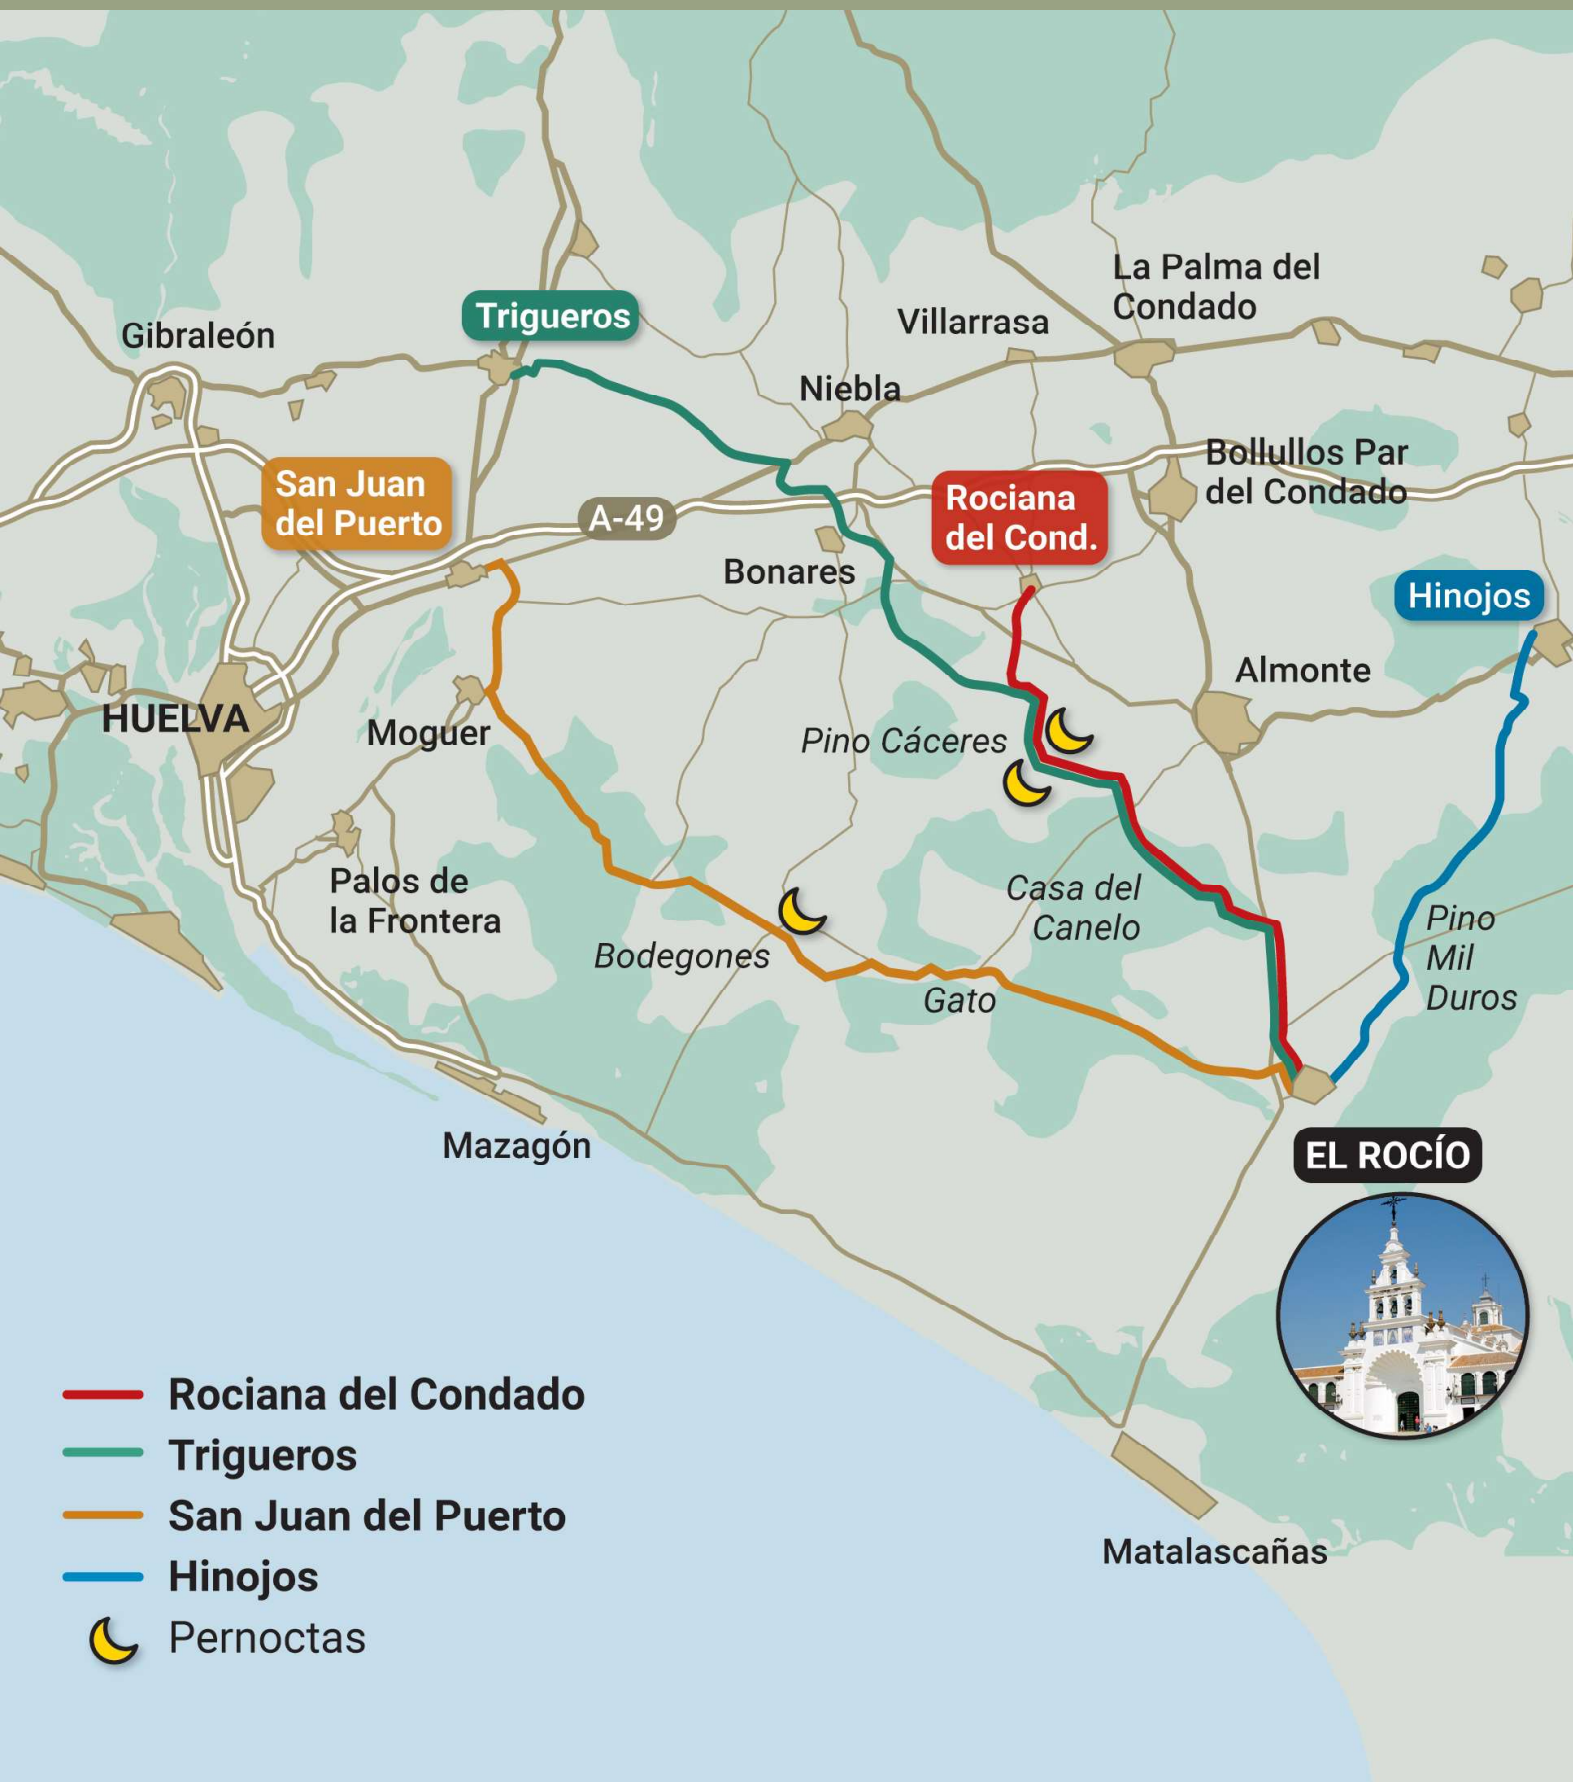 La Palma del
Condado
Trigueros
Villarrasa
Gibraleón
Niebla
Bollullos Par
del Condado
San Juan
del Puerto
A-49
Rociana
del Cond.
Bonares
Hinojos
Almonte
HUELVA
Moguer
Pino Cáceres
Palos de
la Frontera
Casa del
Canelo
Bodegones
Gato
Pino
Mil
Duros
Mazagón
EL ROCÍO
Matalascañas
Rociana del Condado
Trigueros
San Juan del Puerto
Hinojos
Pernoctas